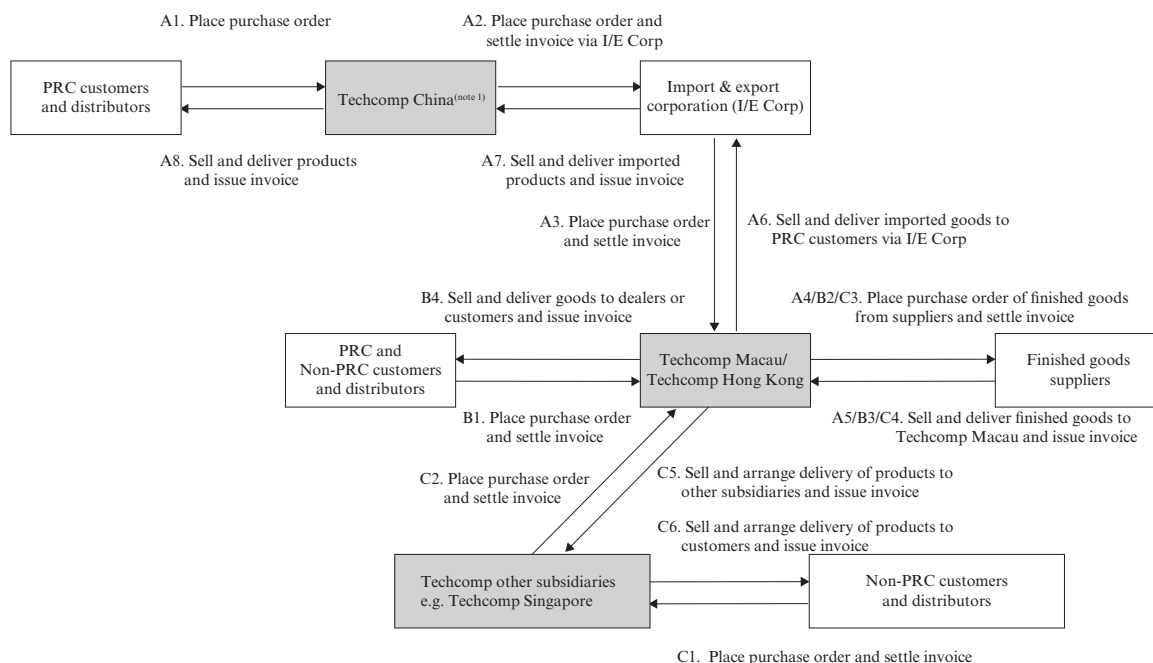 A1. Place purchase order
A2. Place purchase order and
settle invoice via I/E Corp
PRC customers
and distributors
Techcomp China(note 1)
Import & export
corporation (I/E Corp)
A8. Sell and deliver products
and issue invoice
A7. Sell and deliver imported
products and issue invoice
A3. Place purchase order
and settle invoice
A6. Sell and deliver imported goods to
PRC customers via I/E Corp
B4. Sell and deliver goods to dealers or
customers and issue invoice
A4/B2/C3. Place purchase order of finished goods
from suppliers and settle invoice
PRC and
Non-PRC customers
and distributors
Techcomp Macau/
Techcomp Hong Kong
Finished goods
suppliers
B1. Place purchase order
and settle invoice
A5/B3/C4. Sell and deliver finished goods to
Techcomp Macau and issue invoice
C2. Place purchase order
and settle invoice
C5. Sell and arrange delivery of products to
other subsidiaries and issue invoice
C6. Sell and arrange delivery of products to
customers and issue invoice
Techcomp other subsidiaries
e.g. Techcomp Singapore
Non-PRC customers
and distributors
C1. Place purchase order and settle invoice